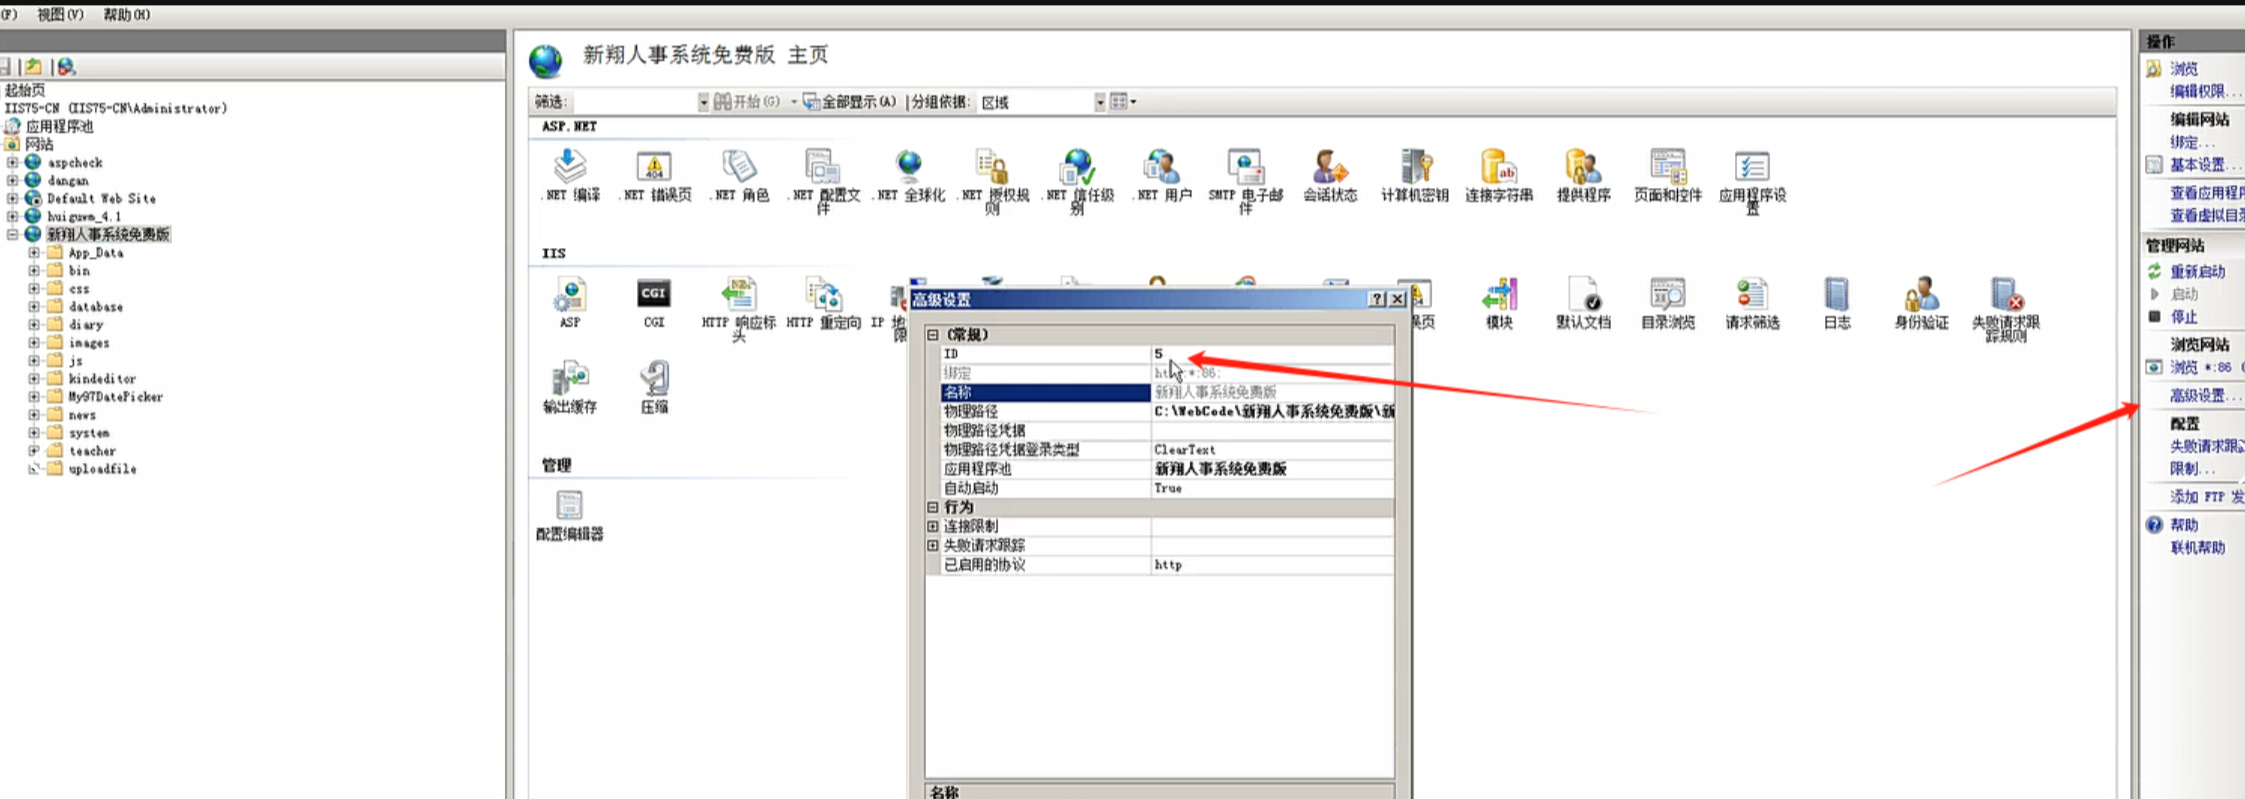 (F) 视图(V) 帮助(H)
起始页
IIS75-CN (IIS75-CN\Administrator)
应用程序池
网站
aspcheck
dangan
Default Web Site
huiguwm_4.1
新翔人事系统免费版
App_Data
bin
css
database
diary
images
js
kindeditor
My97DatePicker
news
system
teacher
uploadfile
新翔人事系统免费版 主页
筛选: 开始(G) 全部显示(A) 分组依据: 区域
ASP.NET
.NET 编译
.NET 错误页
.NET 角色
.NET 配置文件
.NET 全球化
.NET 授权规则
.NET 信任级别
.NET 用户
SMTP 电子邮件
会话状态
计算机密钥
连接字符串
提供程序
页面和控件
应用程序设置
IIS
ASP
CGI
HTTP 响应标头
HTTP 重定向
IP 地
限
误页
模块
默认文档
目录浏览
请求筛选
日志
身份验证
失败请求跟踪规则
输出缓存
压缩
管理
配置编辑器
高级设置
(常规)
ID 5
绑定 :*:86:
名称 新翔人事系统免费版
物理路径 C:\WebCode\新翔人事系统免费版\新
物理路径凭据
物理路径凭据登录类型 ClearText
应用程序池 新翔人事系统免费版
自动启动 True
行为
连接限制
失败请求跟踪
已启用的协议 http
名称
操作
浏览
编辑权限...
编辑网站
绑定...
基本设置...
查看应用程序
查看虚拟目录
管理网站
重新启动
启动
停止
浏览网站
浏览 *:86 (
高级设置...
配置
失败请求跟踪
限制...
添加 FTP 发
帮助
联机帮助